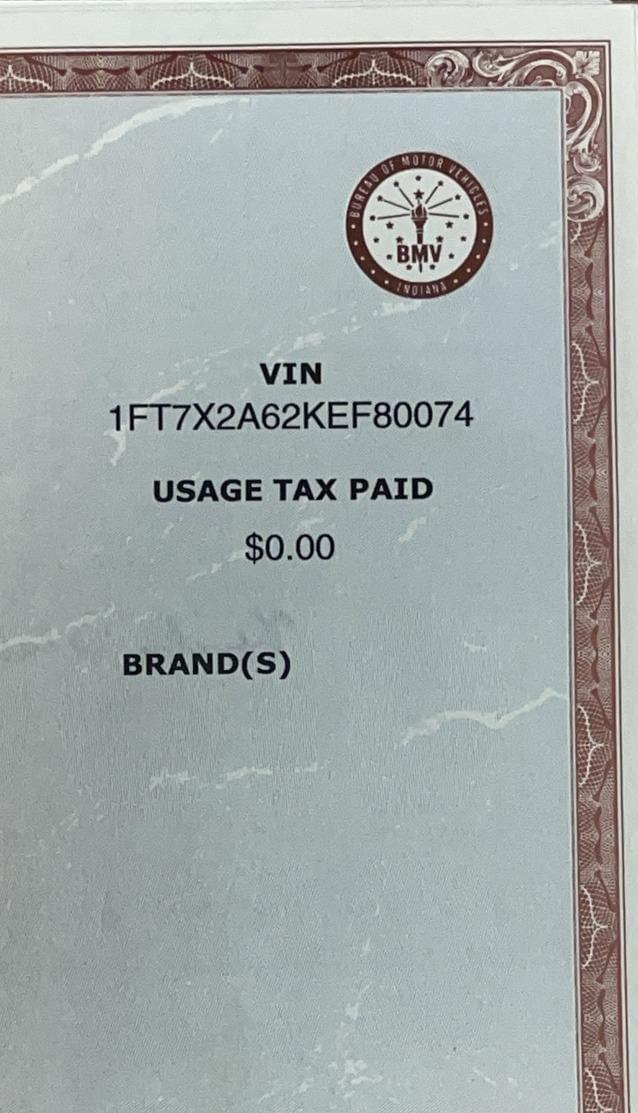 BUREAU OF MOTOR VEHICLES
BMV
INDIANA
VIN
1FT7X2A62KEF80074
USAGE TAX PAID
$0.00
BRAND(S)